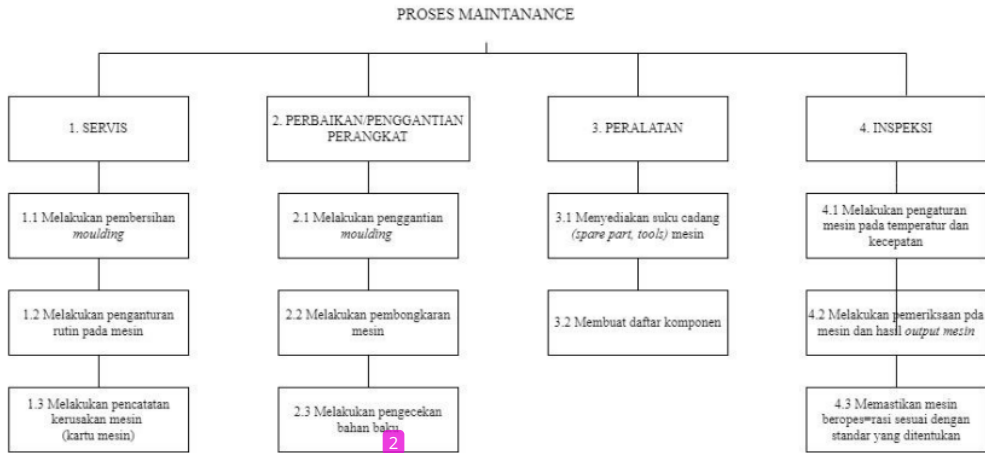 PROSES MAINTANANCE
1. SERVIS
2. PERBAIKAN/PENGGANTIAN
PERANGKAT
3. PERALATAN
4. INSPEKSI
1.1 Melakukan pembersihan
moulding
2.1 Melakukan penggantian
moulding
3.1 Menyediakan suku cadang
(spare part, tools) mesin
4.1 Melakukan pengaturan
mesin pada temperatur dan
kecepatan
1.2 Melakukan penganturan
rutin pada mesin
2.2 Melakukan pembongkaran
mesin
3.2 Membuat daftar komponen
4.2 Melakukan pemeriksaan pda
mesin dan hasil output mesin
1.3 Melakukan pencatatan
kerusakan mesin
(kartu mesin)
2.3 Melakukan pengecekan
bahan baku
2
4.3 Memastikan mesin
beropes=rasi sesuai dengan
standar yang ditentukan